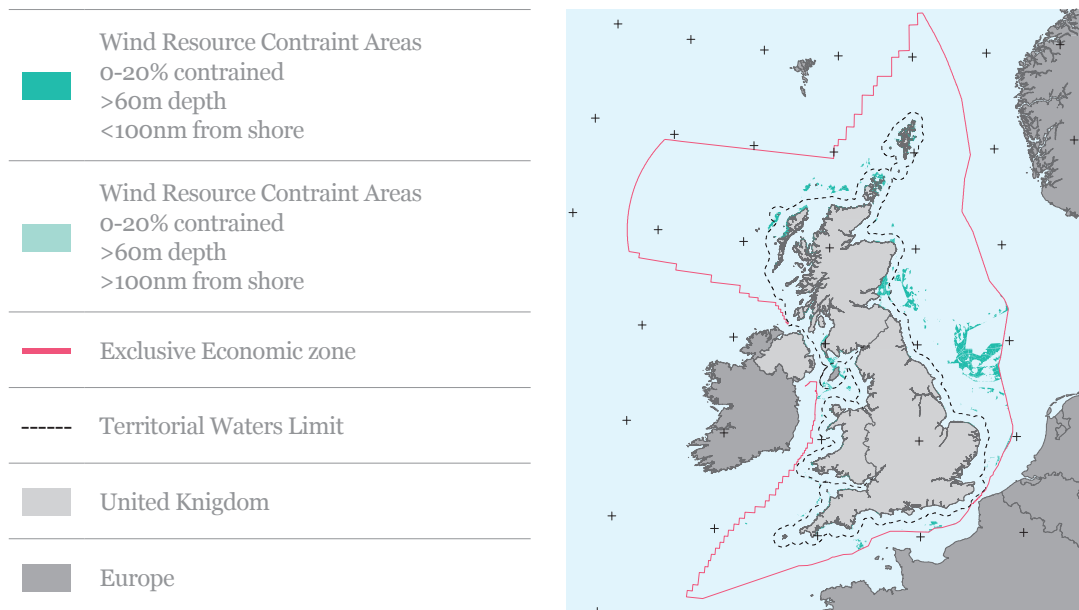 Wind Resource Contraint Areas
0-20% contrained
>60m depth
<100nm from shore
Wind Resource Contraint Areas
0-20% contrained
>60m depth
>100nm from shore
Exclusive Economic zone
Territorial Waters Limit
United Knigdom
Europe